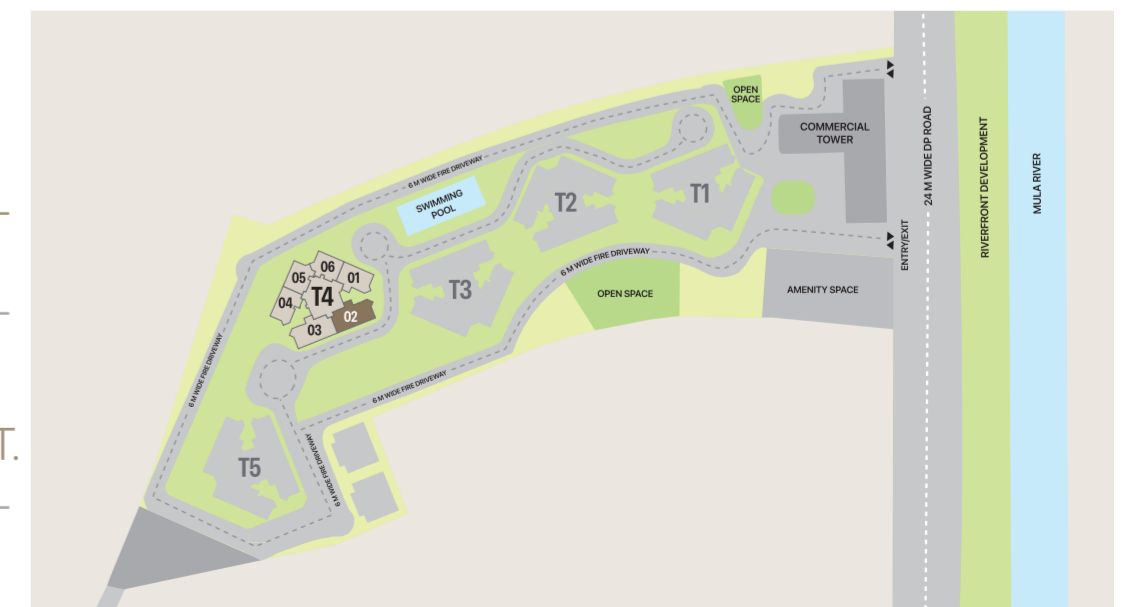 OPEN
SPACE
COMMERCIAL
TOWER
24 M WIDE DP ROAD
RIVERFRONT DEVELOPMENT
MULA RIVER
6 M WIDE FIRE DRIVEWAY
SWIMMING
POOL
T2
T1
ENTRY/EXIT
6 M WIDE FIRE DRIVEWAY
06
05
01
T4
04
02
03
T3
OPEN SPACE
AMENITY SPACE
6 M WIDE FIRE DRIVEWAY
6 M WIDE FIRE DRIVEWAY
T.
T5
6 M WIDE FIRE DRIVEWAY